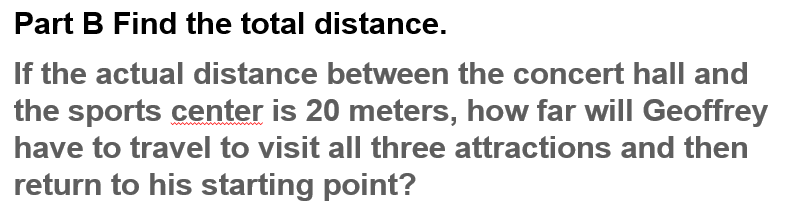 Part B Find the total distance.
If the actual distance between the concert hall and
the sports center is 20 meters, how far will Geoffrey
have to travel to visit all three attractions and then
return to his starting point?